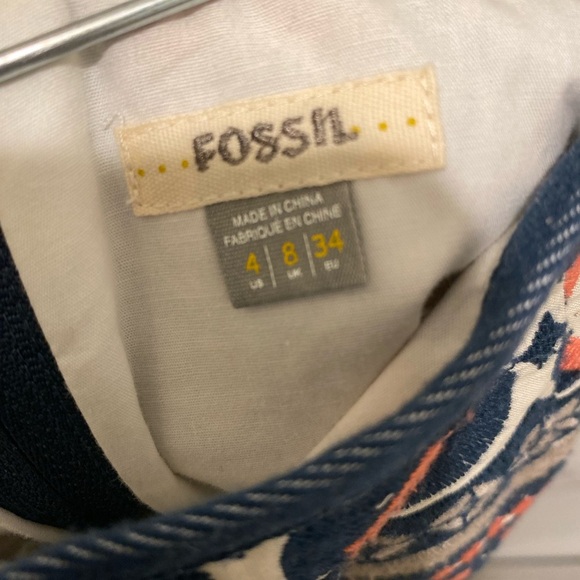 FOSSIL
MADE IN CHINA
FABRIQUÉ EN CHINE
4 8 34
US UK EU